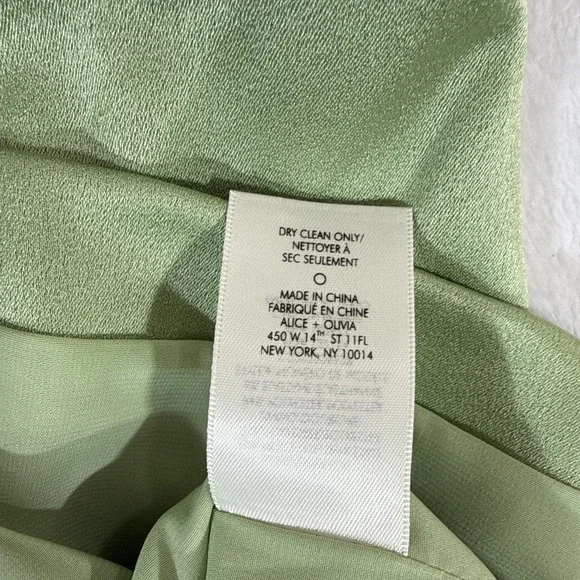 DRY CLEAN ONLY/
NETTOYER À
SEC SEULEMENT
MADE IN CHINA
FABRIQUÉ EN CHINE
ALICE + OLIVIA
450 W 14TH ST 11FL
NEW YORK, NY 10014